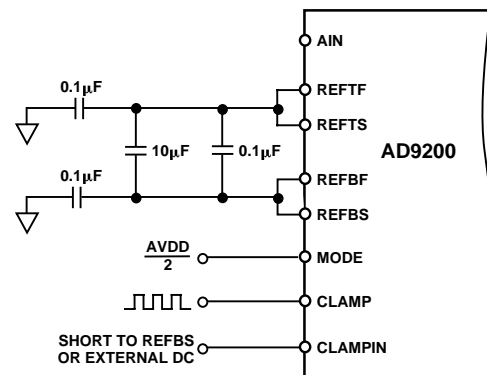 AIN
0.1μF
REFTF
REFTS
AD9200
10μF
0.1μF
0.1μF
REFBF
REFBS
AVDD
2
MODE
CLAMP
SHORT TO REFBS
OR EXTERNAL DC
CLAMPIN